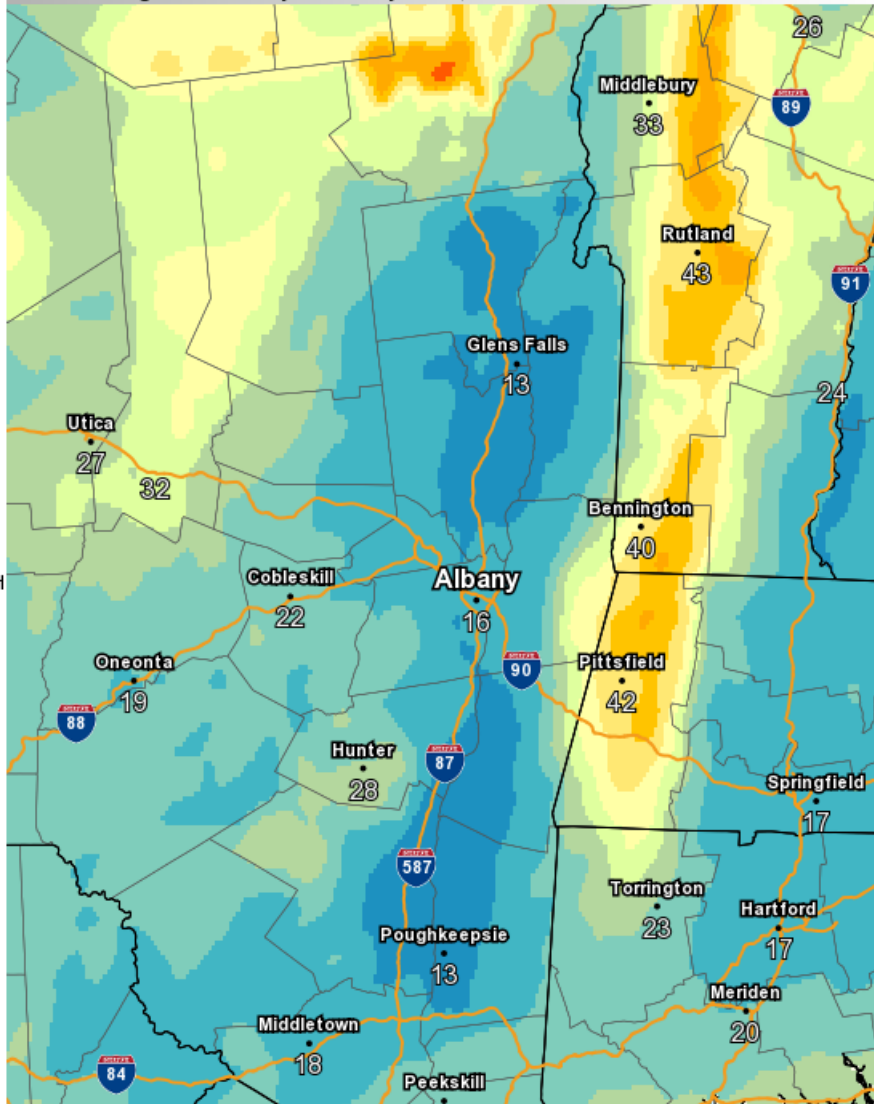 26
Middlebury
33
89
Rutland
43
91
Glens Falls
13
24
Utica
27
32
Bennington
40
Cobleskill
22
Albany
16
Oneonta
19
90
Pittsfield
42
88
Hunter
28
87
Springfield
17
587
Torrington
23
Hartford
17
Poughkeepsie
13
Meriden
20
Middletown
18
84
Peekskill